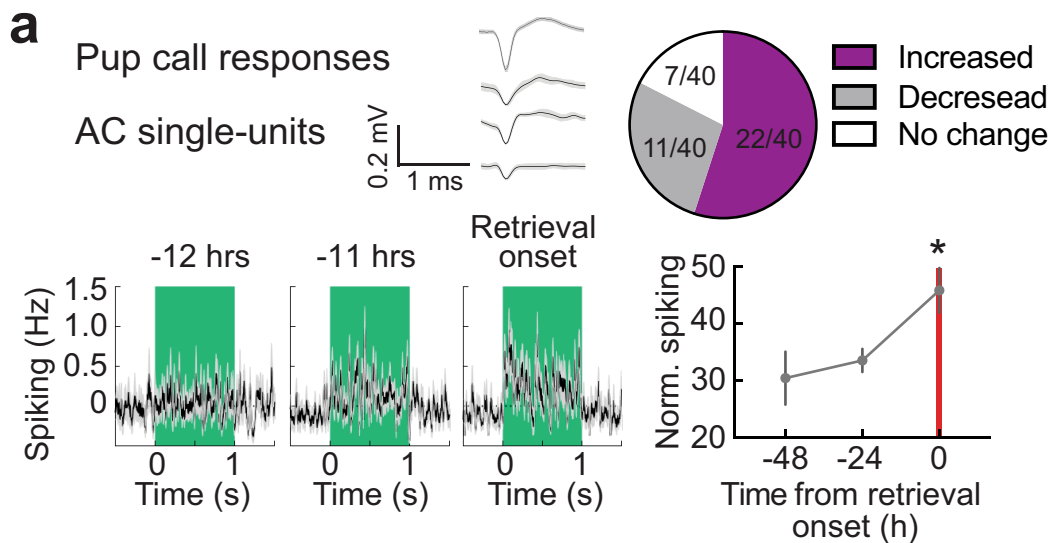 a
Pup call responses
AC single-units
0.2 mV
1 ms
7/40
11/40
22/40
Increased
Decresead
No change
-12 hrs
-11 hrs
Retrieval
onset
Spiking (Hz)
1.5
1.0
0.5
0
0 1
Time (s)
0 1
Time (s)
0 1
Time (s)
*
Norm. spiking
50
40
30
20
-48 -24 0
Time from retrieval
onset (h)